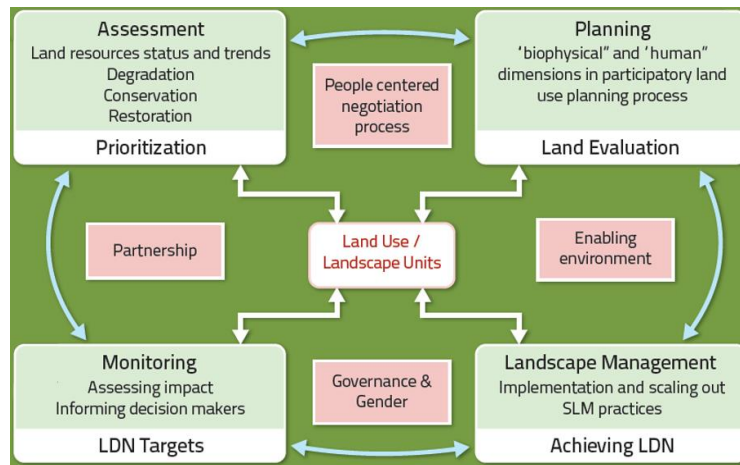 Assessment
Land resources status and trends
Degradation
Conservation
Restoration
Prioritization
People centered
negotiation
process
Planning
‘biophysical“ and ‘human“
dimensions in participatory land
use planning process
Land Evaluation
Partnership
Land Use /
Landscape Units
Enabling
environment
Monitoring
Assessing impact
Informing decision makers
LDN Targets
Governance &
Gender
Landscape Management
Implementation and scaling out
SLM practices
Achieving LDN